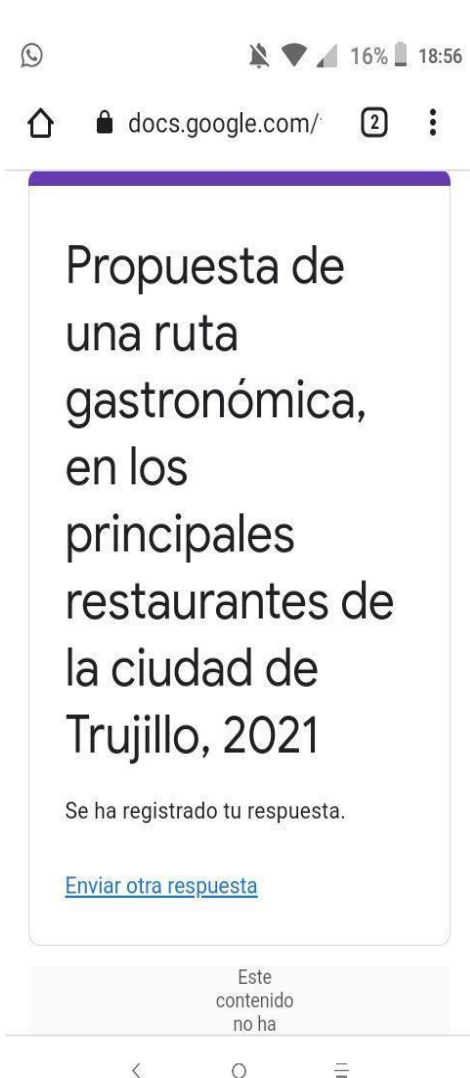 16% 18:56
docs.google.com/ 2
Propuesta de
una ruta
gastronómica,
en los
principales
restaurantes de
la ciudad de
Trujillo, 2021
Se ha registrado tu respuesta.
Enviar otra respuesta
Este
contenido
no ha